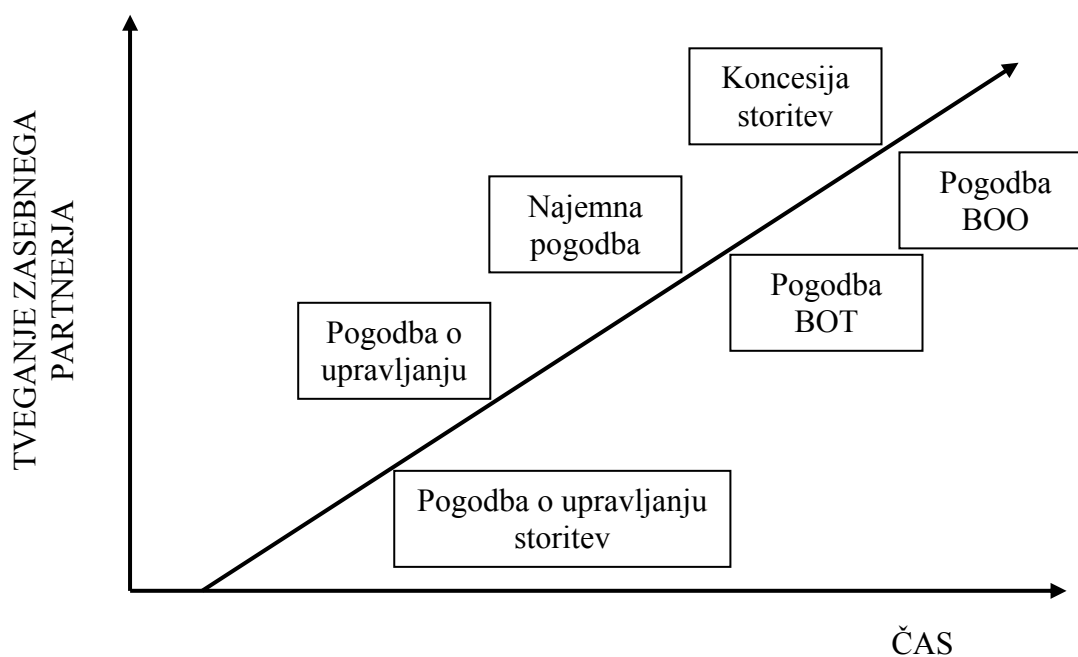 TVEGANJE ZASEBNEGA
PARTNERJA
Koncesija
storitev
Pogodba
BOO
Najemna
pogodba
Pogodba
BOT
Pogodba o
upravljanju
Pogodba o upravljanju
storitev
ČAS